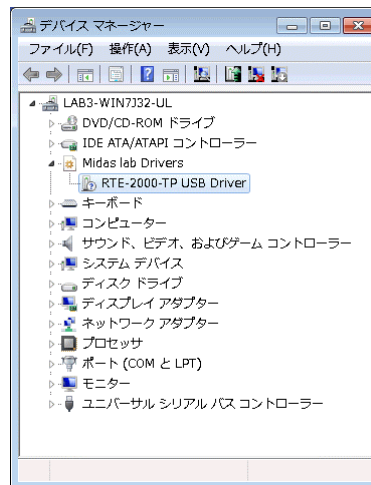 デバイス マネージャー
ファイル(F) 操作(A) 表示(V) ヘルプ(H)
LAB3-WIN7J32-UL
DVD/CD-ROM ドライブ
IDE ATA/ATAPI コントローラー
Midas lab Drivers
RTE-2000-TP USB Driver
キーボード
コンピューター
サウンド、ビデオ、およびゲーム コントローラー
システム デバイス
ディスク ドライブ
ディスプレイ アダプター
ネットワーク アダプター
プロセッサ
ポート (COM と LPT)
モニター
ユニバーサル シリアル バス コントローラー